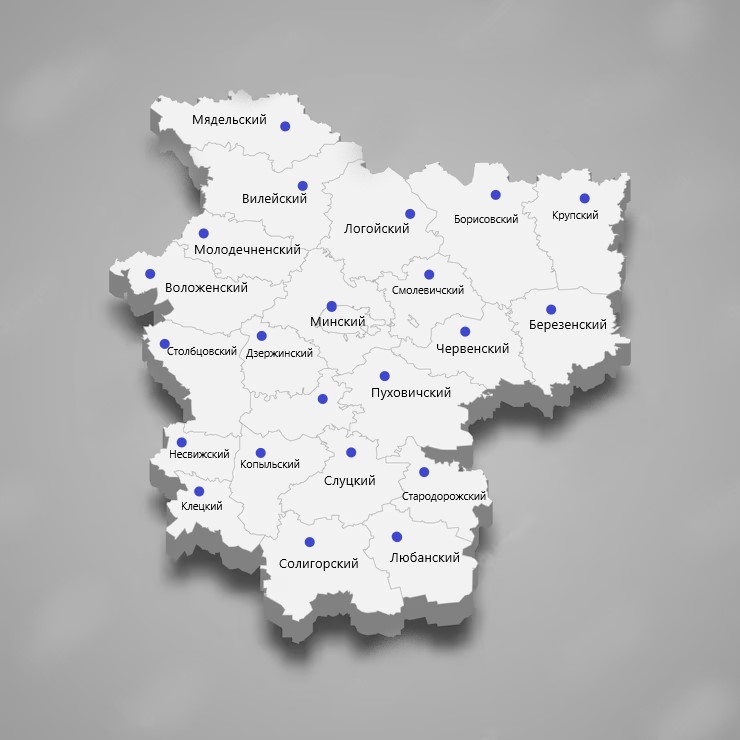 Мядельский
Вилейский
Борисовский
Крупский
Логойский
Молодечненский
Воложенский
Смолевичский
Минский
Березенский
Столбцовский
Дзержинский
Червенский
Пуховичский
Несвижский
Копыльский
Слуцкий
Стародорожский
Клецкий
Солигорский
Любанский